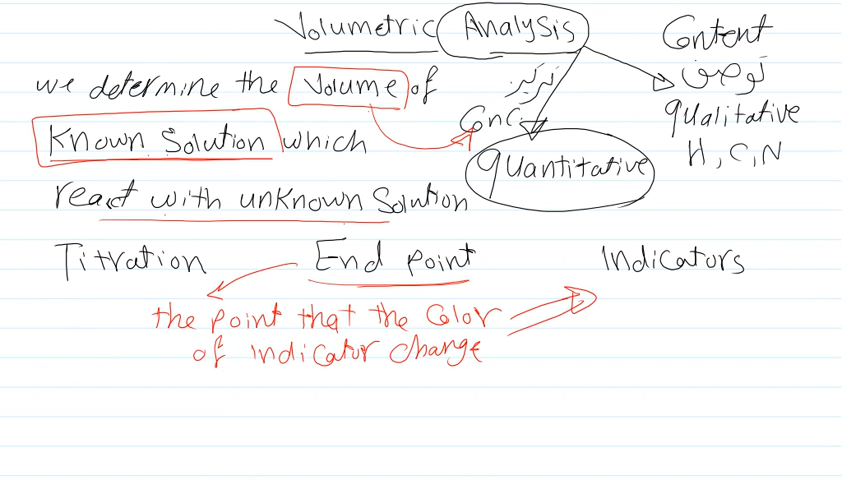 Volumetric Analysis
Content
we determine the Volume of
تركيز
توصف
Conc
qualitative
Known Solution which
quantitative
H, C, N
react with unknown Solution
Titration
End point
Indicators
the point that the Color
of indicator change